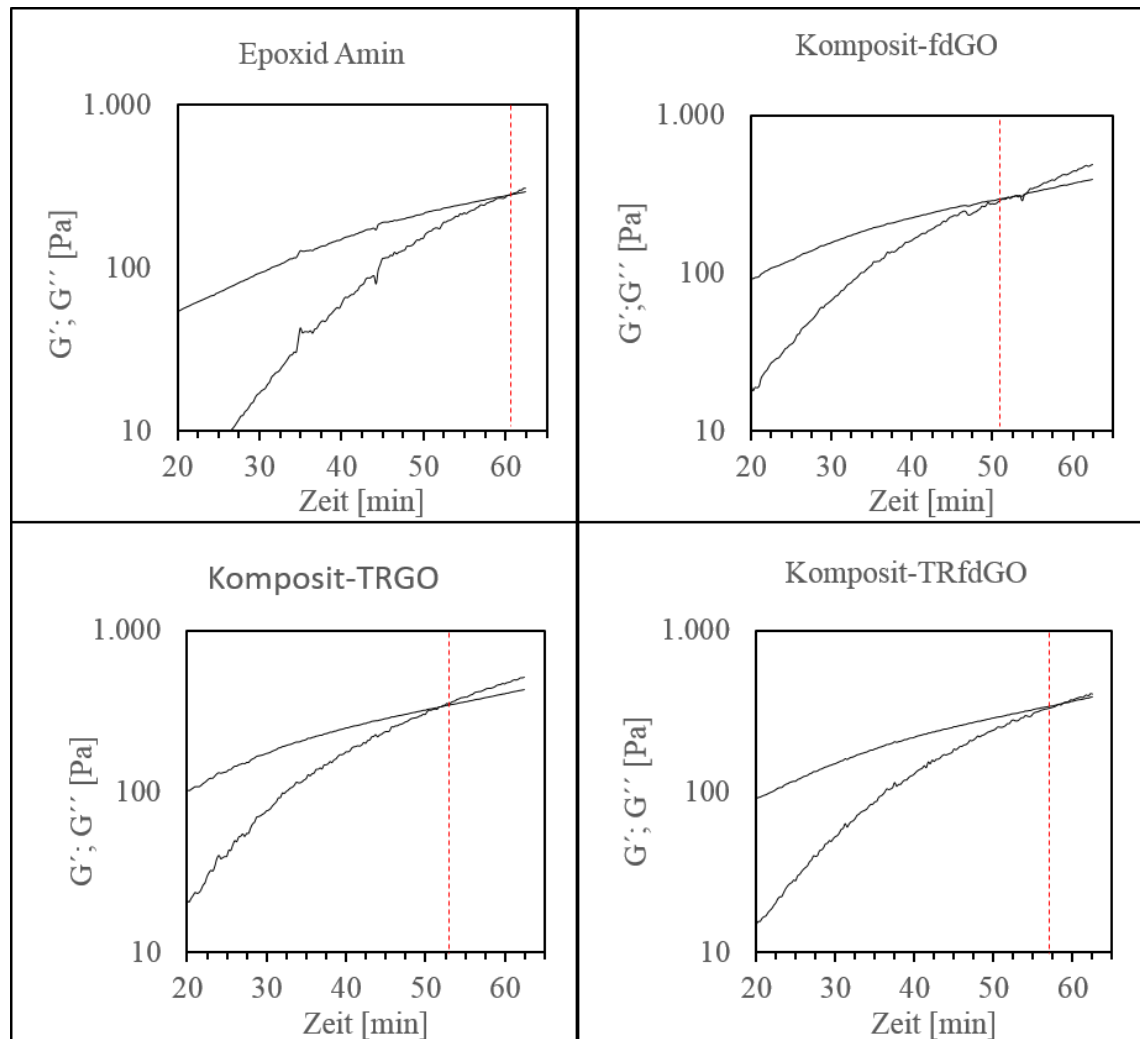 Epoxid Amin
1.000
100
10
G´; G´´ [Pa]
20 30 40 50 60
Zeit [min]
Komposit-fdGO
1.000
100
10
G´;G´´ [Pa]
20 30 40 50 60
Zeit [min]
Komposit-TRGO
1.000
100
10
G´; G´´ [Pa]
20 30 40 50 60
Zeit [min]
Komposit-TRfdGO
1.000
100
10
G´; G´´ [Pa]
20 30 40 50 60
Zeit [min]